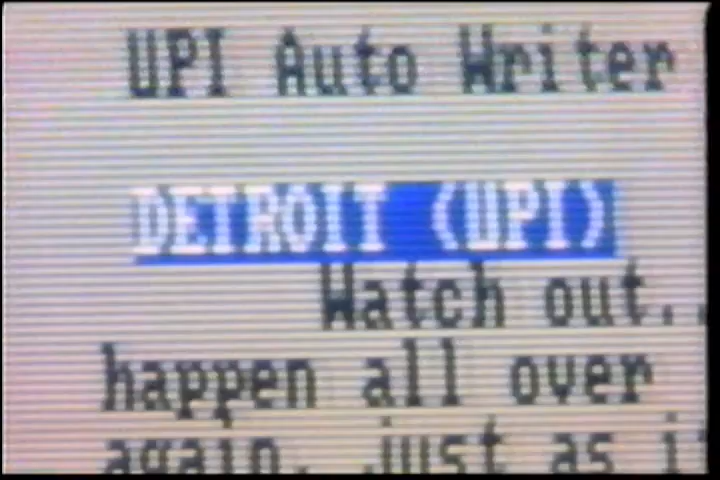 UPI Auto Writer
DETROIT (UPI)
Watch out..
happen all over
again, just as i